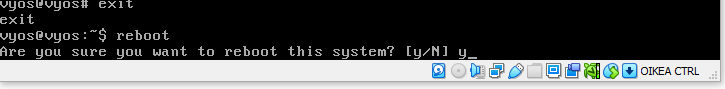 vyos@vyos# exit
exit
vyos@vyos:~$ reboot
Are you sure you want to reboot this system? [y/N] y_
OIKEA CTRL